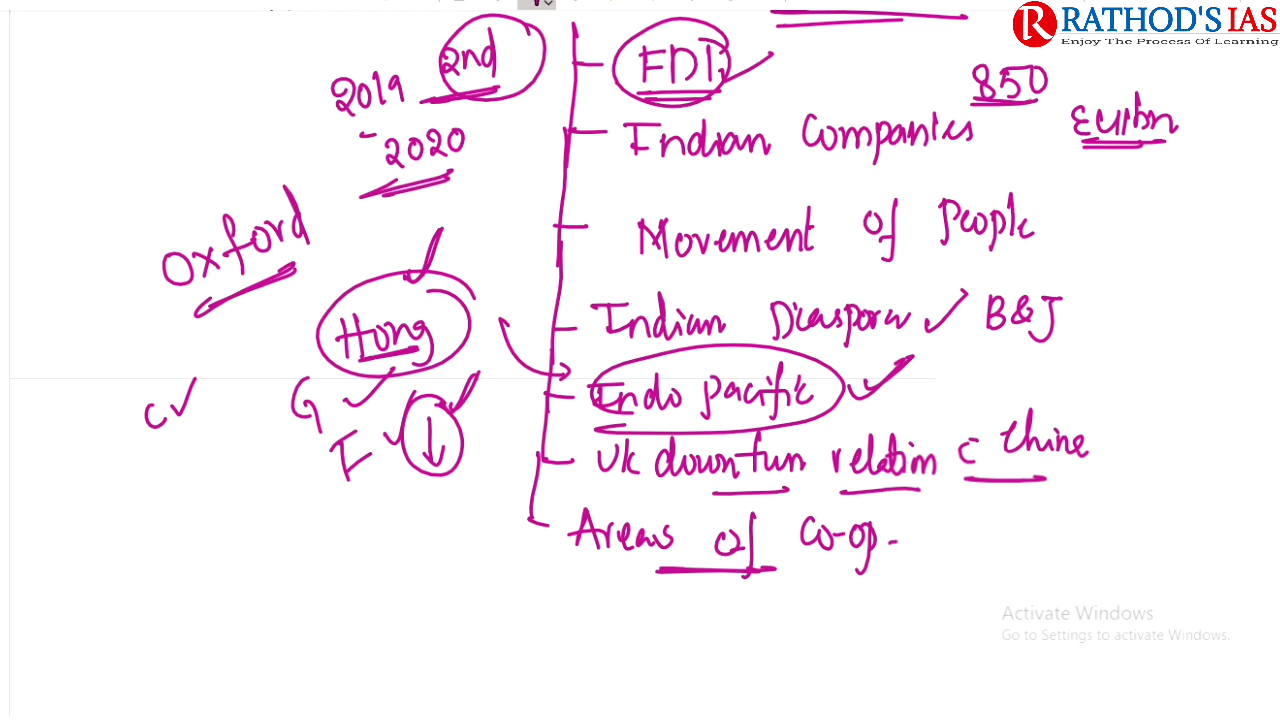 RATHOD'S IAS
Enjoy The Process Of Learning
2nd
2019
- 2020
Oxford
Hong
G
F
C
FDI
850
Indian Companies
Movement of People
Indian Diaspora B&J
Indo pacific
Uk down-turn relation c China
Areas of Co-op -
Activate Windows
Go to Settings to activate Windows.